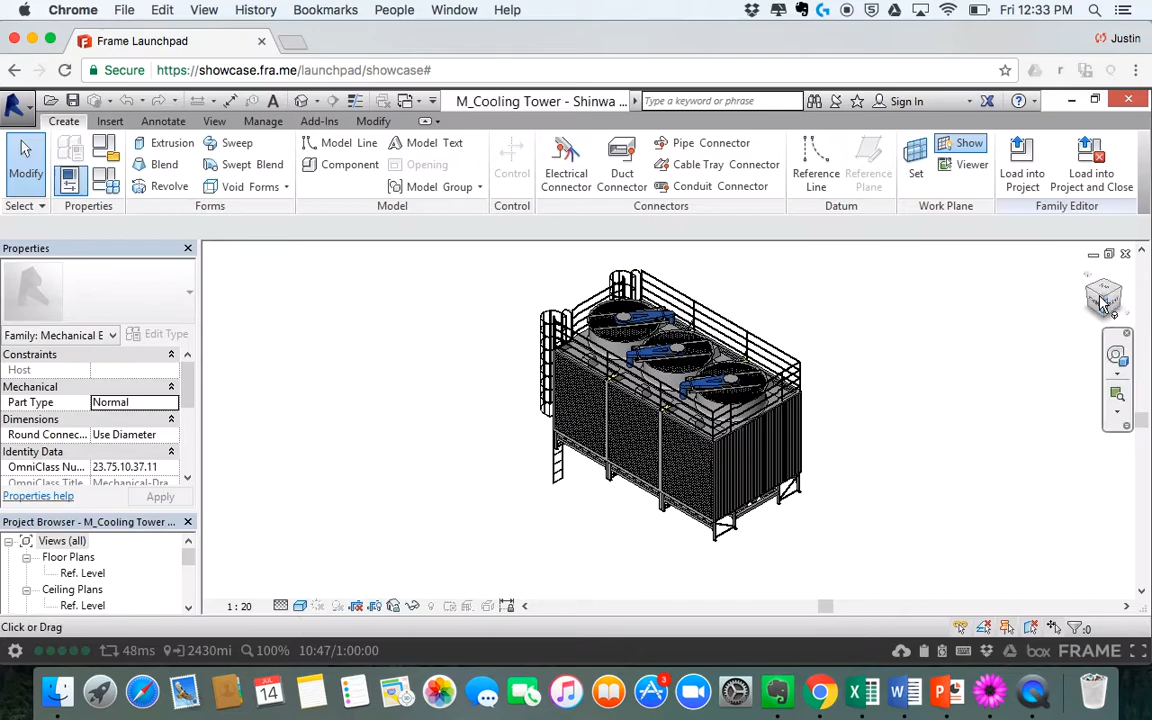 Chrome File Edit View History Bookmarks People Window Help Fri 12:33 PM
Frame Launchpad Justin
Secure https://showcase.fra.me/launchpad/showcase#
M_Cooling Tower - Shinwa ... Type a keyword or phrase Sign In
Create Insert Annotate View Manage Add-Ins Modify
Modify
Select
Properties
Extrusion Sweep
Blend Swept Blend
Revolve Void Forms
Forms
Model Line Model Text
Component Opening
Model Group
Model
Control
Control
Electrical Connector
Duct Connector
Pipe Connector
Cable Tray Connector
Conduit Connector
Connectors
Reference Line
Reference Plane
Datum
Set
Show
Viewer
Work Plane
Load into Project
Load into Project and Close
Family Editor
Properties
Family: Mechanical E Edit Type
Constraints
Host
Mechanical
Part Type Normal
Dimensions
Round Connec... Use Diameter
Identity Data
OmniClass Nu... 23.75.10.37.11
OmniClass Title Mechanical-Dra
Properties help Apply
Project Browser - M_Cooling Tower ...
Views (all)
Floor Plans
Ref. Level
Ceiling Plans
Ref. Level
1 : 20
Click or Drag :0
48ms 2430mi 100% 10:47/1:00:00 box FRAME
JUL
14
3